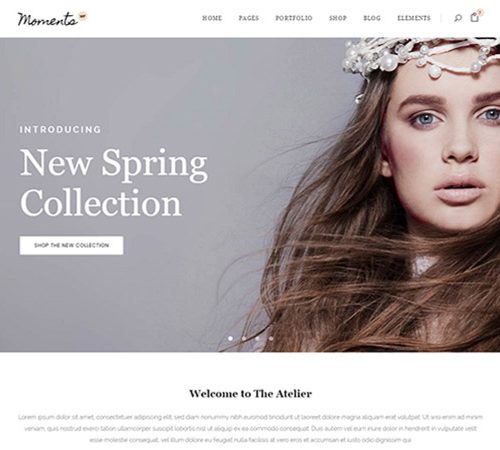 Moments
HOME PAGES PORTFOLIO SHOP BLOG ELEMENTS
INTRODUCING
New Spring
Collection
SHOP THE NEW COLLECTION
Welcome to The Atelier
Lorem ipsum dolor sit amet, consectetuer adipiscing elit, sed diam nonummy nibh euismod tincidunt ut laoreet dolore magna aliquam erat volutpat. Ut wisi enim ad minim
veniam, quis nostrud exerci tation ullamcorper suscipit lobortis nisl ut aliquip ex ea commodo consequat. Duis autem vel eum iriure dolor in hendrerit in vulputate velit
esse molestie consequat, vel illum dolore eu feugiat nulla facilisis at vero eros et accumsan et iusto odio dignissim qui